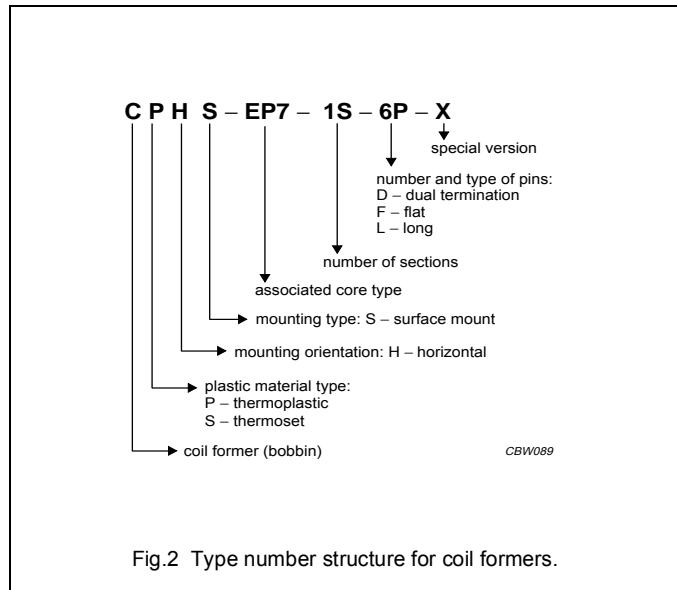 C P H S – EP7 – 1S – 6P – X
special version
number and type of pins:
D – dual termination
F – flat
L – long
number of sections
associated core type
mounting type: S – surface mount
mounting orientation: H – horizontal
plastic material type:
P – thermoplastic
S – thermoset
coil former (bobbin)
CBW089
Fig.2 Type number structure for coil formers.